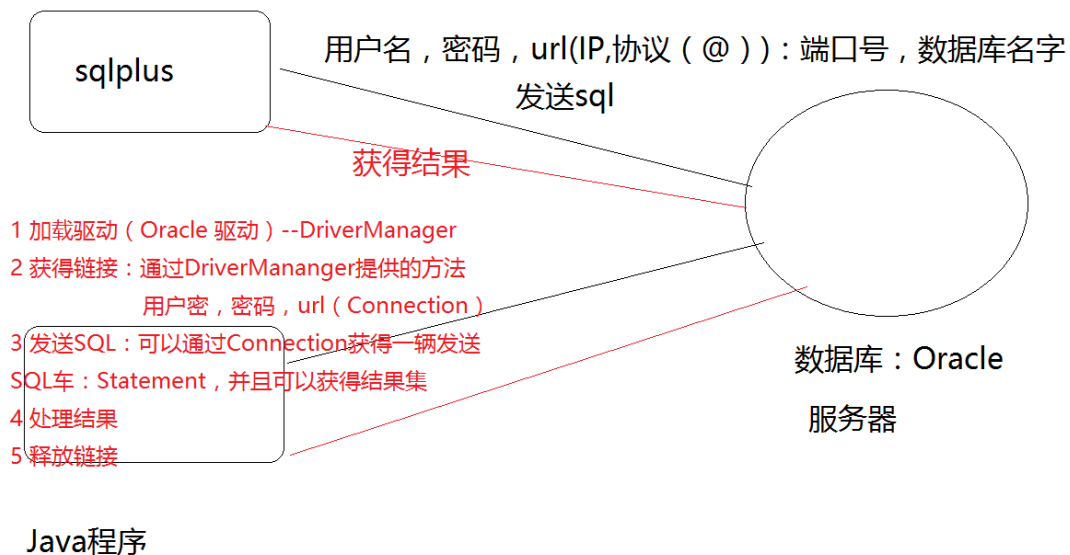 sqlplus
用户名，密码，url(IP,协议（@）)：端口号，数据库名字
发送sql
获得结果
1 加载驱动（Oracle 驱动）--DriverManager
2 获得链接：通过DriverMananger提供的方法
用户密，密码，url（Connection）
3 发送SQL：可以通过Connection获得一辆发送
SQL车：Statement，并且可以获得结果集
4 处理结果
5 释放链接
数据库：Oracle
服务器
Java程序